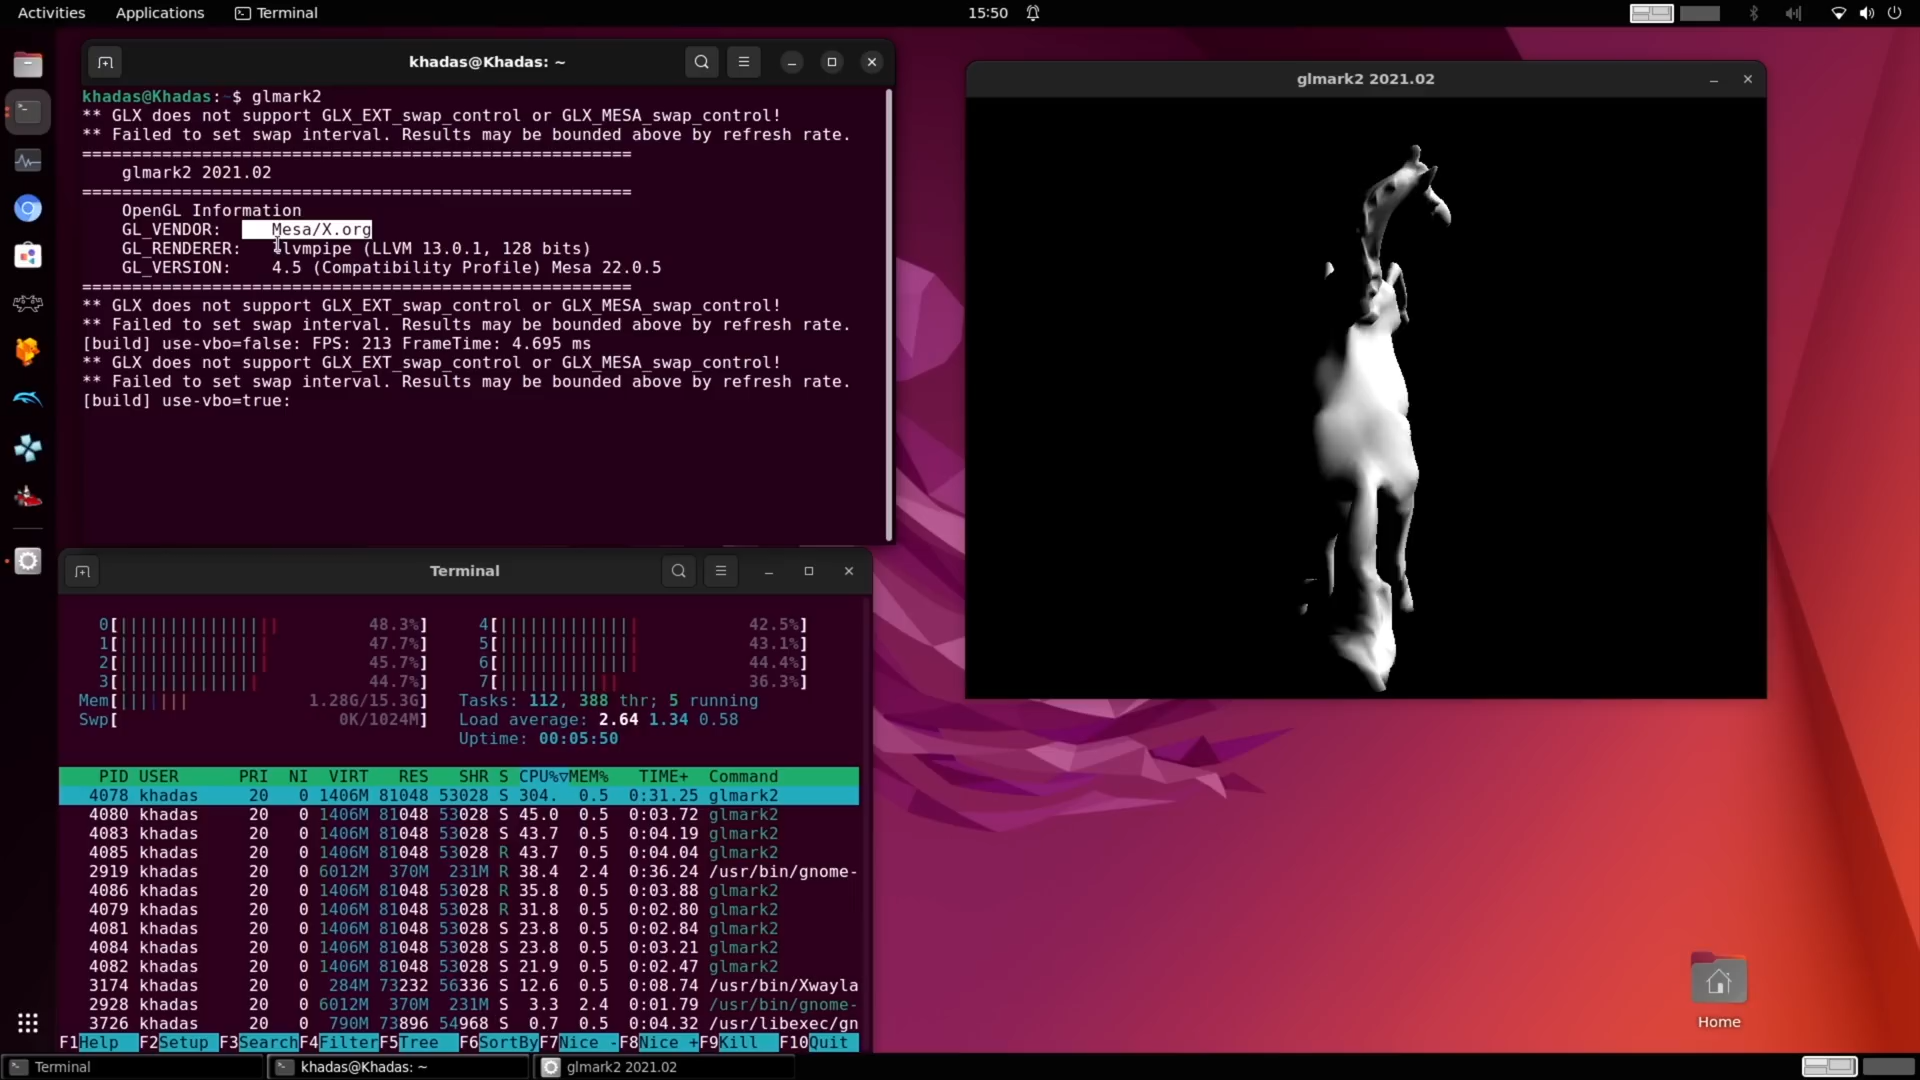 Activities Applications Terminal 15:50
khadas@Khadas: ~
khadas@Khadas:~$ glmark2
** GLX does not support GLX_EXT_swap_control or GLX_MESA_swap_control!
** Failed to set swap interval. Results may be bounded above by refresh rate.
=======================================================
glmark2 2021.02
=======================================================
OpenGL Information
GL_VENDOR: Mesa/X.org
GL_RENDERER: llvmpipe (LLVM 13.0.1, 128 bits)
GL_VERSION: 4.5 (Compatibility Profile) Mesa 22.0.5
=======================================================
** GLX does not support GLX_EXT_swap_control or GLX_MESA_swap_control!
** Failed to set swap interval. Results may be bounded above by refresh rate.
[build] use-vbo=false: FPS: 213 FrameTime: 4.695 ms
** GLX does not support GLX_EXT_swap_control or GLX_MESA_swap_control!
** Failed to set swap interval. Results may be bounded above by refresh rate.
[build] use-vbo=true:
glmark2 2021.02
Terminal
0[||||||||||||||||48.3%] 4[||||||||||||||42.5%]
1[|||||||||||||||47.7%] 5[||||||||||||||43.1%]
2[|||||||||||||||45.7%] 6[||||||||||||||44.4%]
3[||||||||||||||44.7%] 7[||||||||||||36.3%]
Mem[|||||||1.28G/15.3G] Tasks: 112, 388 thr; 5 running
Swp[0K/1024M] Load average: 2.64 1.34 0.58
Uptime: 00:05:50
PID USER PRI NI VIRT RES SHR S CPU%▽MEM% TIME+ Command
4078 khadas 20 0 1406M 81048 53028 S 304. 0.5 0:31.25 glmark2
4080 khadas 20 0 1406M 81048 53028 S 45.0 0.5 0:03.72 glmark2
4083 khadas 20 0 1406M 81048 53028 S 43.7 0.5 0:04.19 glmark2
4085 khadas 20 0 1406M 81048 53028 R 43.7 0.5 0:04.04 glmark2
2919 khadas 20 0 6012M 370M 231M R 38.4 2.4 0:36.24 /usr/bin/gnome-
4086 khadas 20 0 1406M 81048 53028 R 35.8 0.5 0:03.88 glmark2
4079 khadas 20 0 1406M 81048 53028 R 31.8 0.5 0:02.80 glmark2
4081 khadas 20 0 1406M 81048 53028 S 23.8 0.5 0:02.84 glmark2
4084 khadas 20 0 1406M 81048 53028 S 23.8 0.5 0:03.21 glmark2
4082 khadas 20 0 1406M 81048 53028 S 21.9 0.5 0:02.47 glmark2
3174 khadas 20 0 284M 73232 56336 S 12.6 0.5 0:08.74 /usr/bin/Xwayla
2928 khadas 20 0 6012M 370M 231M S 3.3 2.4 0:01.79 /usr/bin/gnome-
3726 khadas 20 0 790M 73896 54968 S 0.7 0.5 0:04.32 /usr/libexec/gn
F1Help F2Setup F3SearchF4FilterF5Tree F6SortByF7Nice -F8Nice +F9Kill F10Quit
Home
Terminal khadas@Khadas: ~ glmark2 2021.02